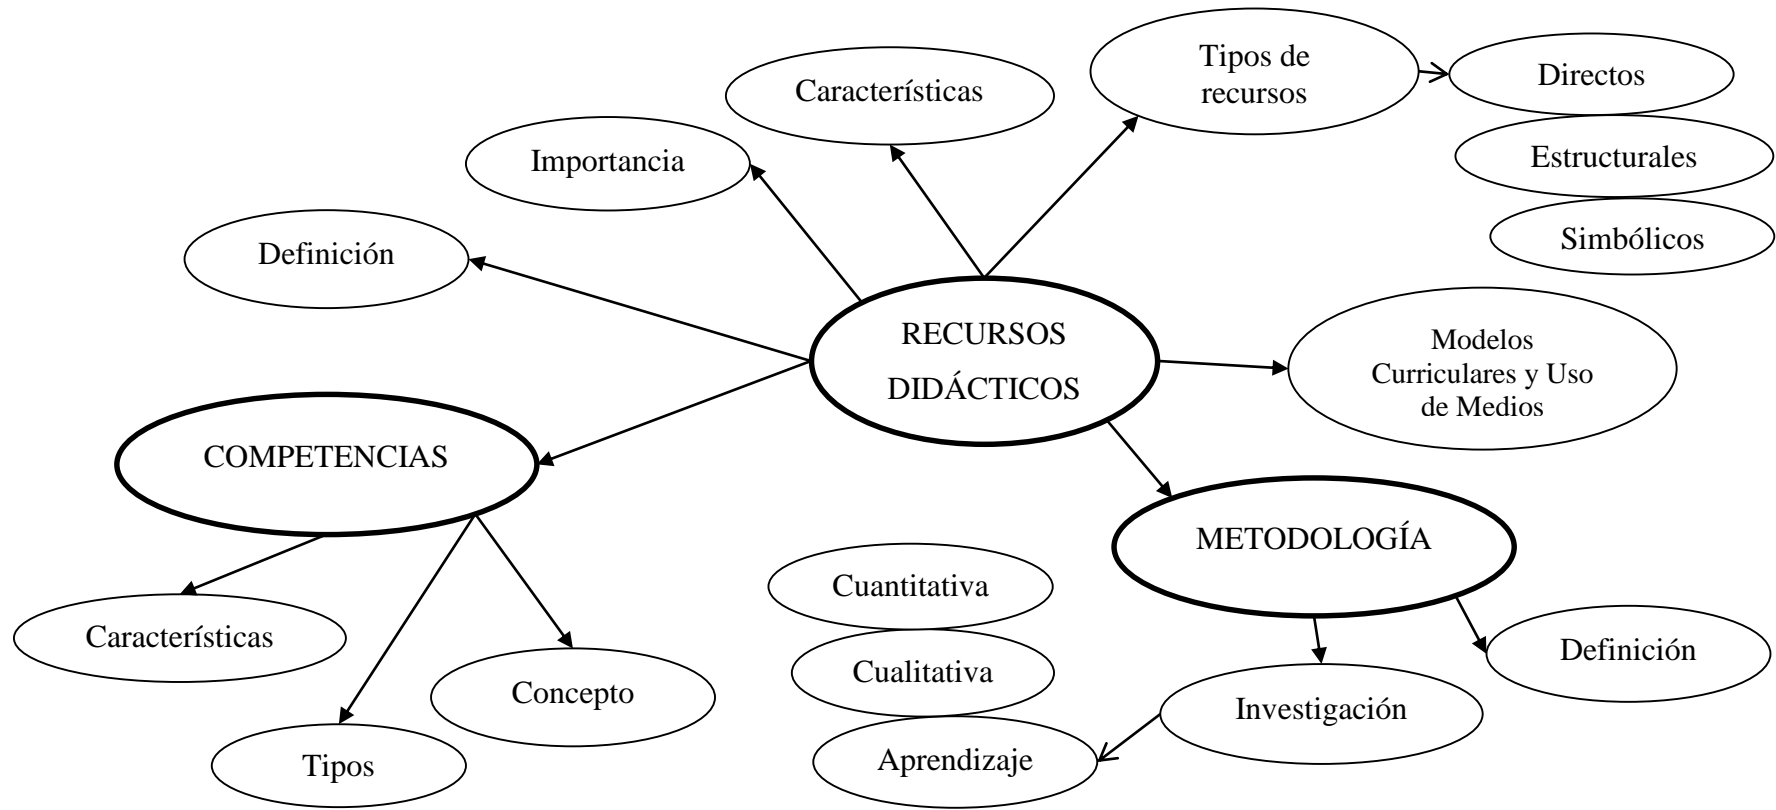 Tipos de
recursos
Directos
Características
Estructurales
Importancia
Simbólicos
Definición
RECURSOS
DIDÁCTICOS
Modelos
Curriculares y Uso
de Medios
COMPETENCIAS
METODOLOGÍA
Cuantitativa
Características
Cualitativa
Definición
Concepto
Investigación
Tipos
Aprendizaje